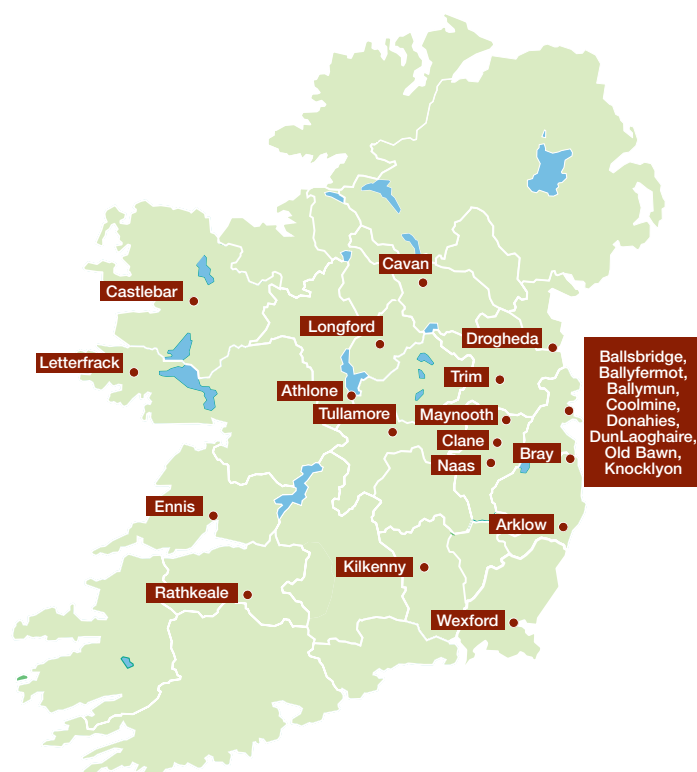 Cavan
Castlebar
Longford
Drogheda
Letterfrack
Trim
Athlone
Tullamore
Maynooth
Clane
Naas
Bray
Ballsbridge,
Ballyfermot,
Ballymun,
Coolmine,
Donahies,
DunLaoghaire,
Old Bawn,
Knocklyon
Ennis
Arklow
Kilkenny
Rathkeale
Wexford